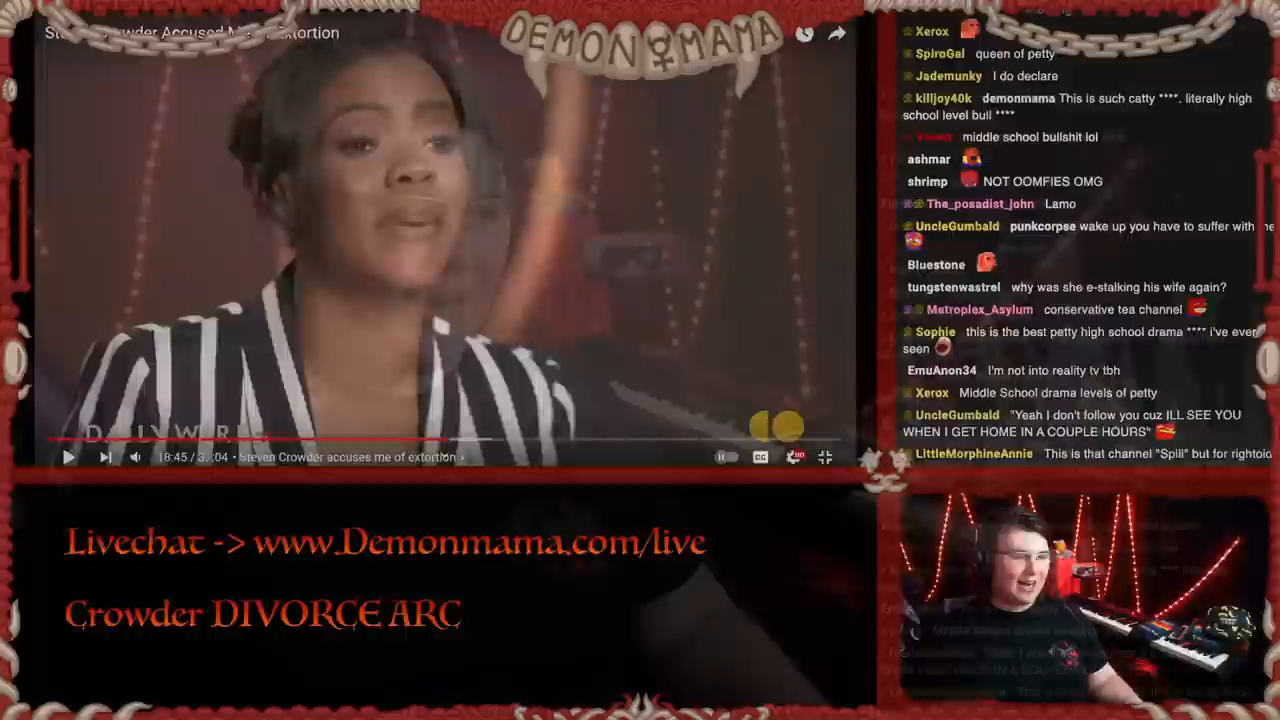 Crowder Accused
Extortion
DEMON MAMA
DAILY WIRE
18:45 /
• Steven Crowder accuses me of extortion ›
CC
HD
Xerox
SpiroGal queen of petty
Jademunky I do declare
killjoy40k demonmama This is such catty ****. literally high
school level bull ****
middle school bullshit lol
ashmar
shrimp NOT OOMFIES OMG
The_posadist_john Lamo
UncleGumbald punkcorpse wake up you have to suffer with me
Bluestone
tungstenwastrel why was she e-stalking his wife again?
Metroplex_Asylum conservative tea channel
Sophie this is the best petty high school drama **** i've ever
seen
EmuAnon34 I'm not into reality tv tbh
Xerox Middle School drama levels of petty
UncleGumbald "Yeah I don't follow you cuz ILL SEE YOU
WHEN I GET HOME IN A COUPLE HOURS"
LittleMorphineAnnie This is that channel "Spill" but for rightoid
Livechat -> www.Demonmama.com/live
Crowder DIVORCE ARC